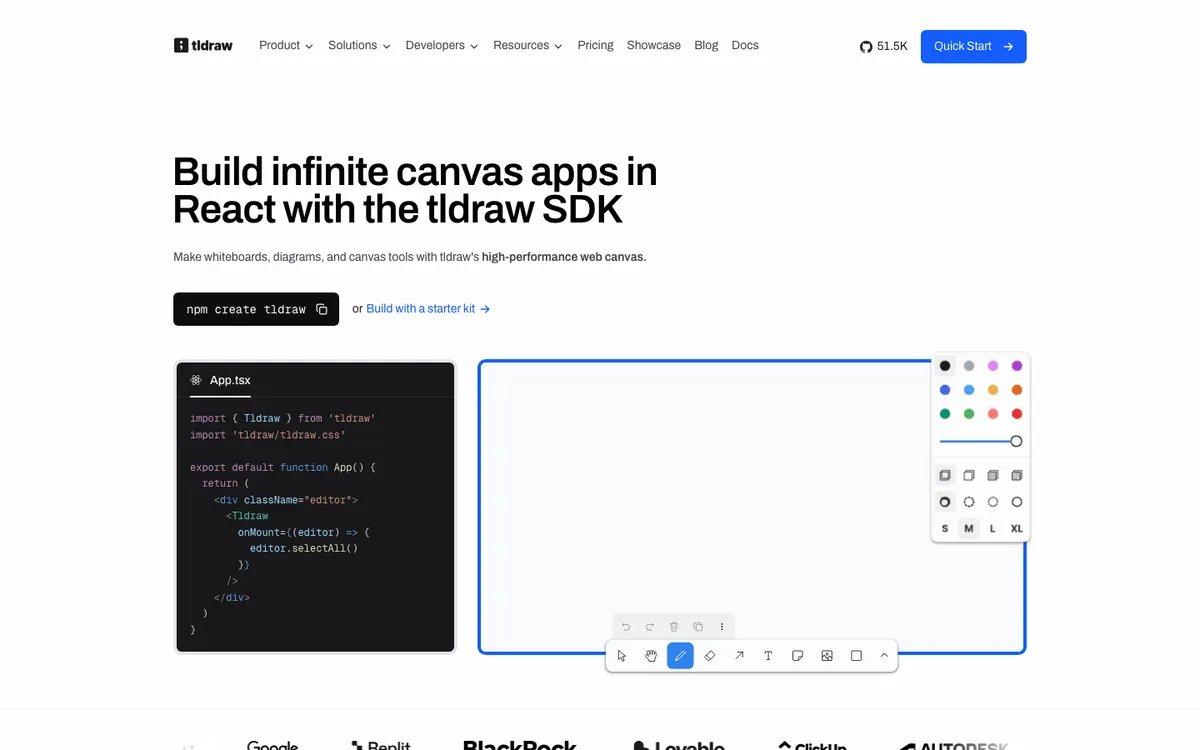 tldraw
Product
Solutions
Developers
Resources
Pricing
Showcase
Blog
Docs
51.5K
Quick Start
Build infinite canvas apps in
React with the tldraw SDK
Make whiteboards, diagrams, and canvas tools with tldraw's high-performance web canvas.
npm create tldraw
or Build with a starter kit
App.tsx
import { Tldraw } from 'tldraw'
import 'tldraw/tldraw.css'
export default function App() {
return (
<div className="editor">
<Tldraw
onMount={(editor) => {
editor.selectAll()
}}
/>
</div>
)
}
S M L XL
T
Google
Replit
BlackRock
Lovable
ClickUp
AUTODESK